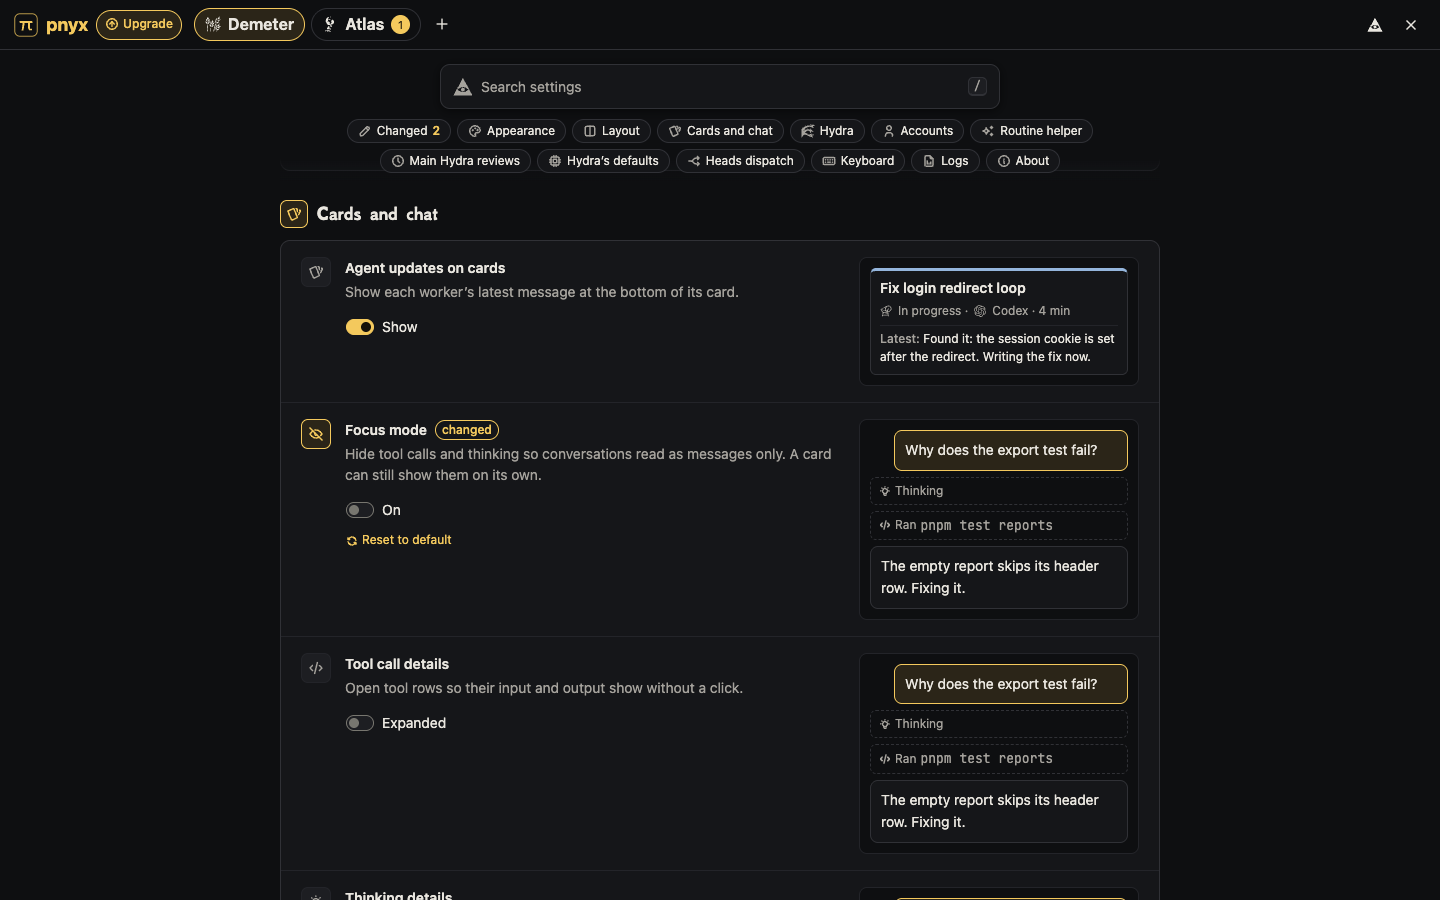 π pnyx Upgrade Demeter Atlas 1 +
Search settings /
Changed 2 Appearance Layout Cards and chat Hydra Accounts Routine helper
Main Hydra reviews Hydra's defaults Heads dispatch Keyboard Logs About
Cards and chat
Agent updates on cards
Show each worker's latest message at the bottom of its card.
Show
Fix login redirect loop
In progress · Codex · 4 min
Latest: Found it: the session cookie is set
after the redirect. Writing the fix now.
Focus mode changed
Hide tool calls and thinking so conversations read as messages only. A card
can still show them on its own.
On
Reset to default
Why does the export test fail?
Thinking
Ran pnpm test reports
The empty report skips its header
row. Fixing it.
Tool call details
Open tool rows so their input and output show without a click.
Expanded
Why does the export test fail?
Thinking
Ran pnpm test reports
The empty report skips its header
row. Fixing it.
Thinking details